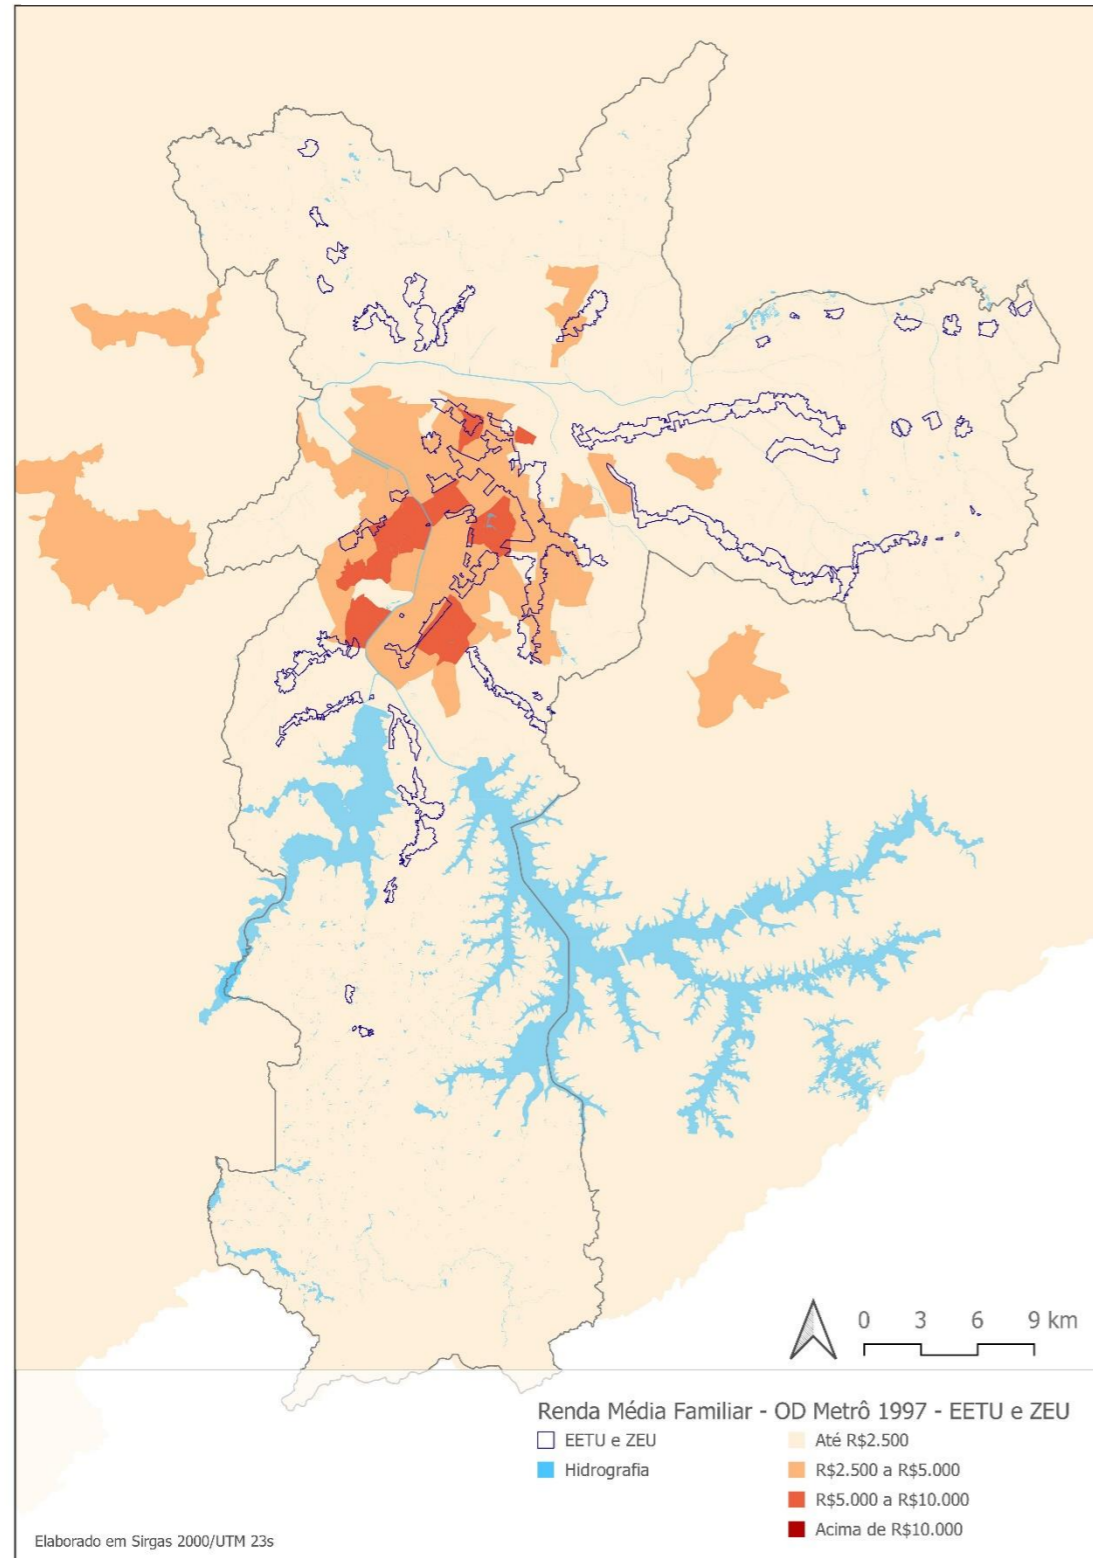 0 3 6 9 km
Renda Média Familiar - OD Metrô 1997 - EETU e ZEU
EETU e ZEU
Hidrografia
Até R$2.500
R$2.500 a R$5.000
R$5.000 a R$10.000
Acima de R$10.000
Elaborado em Sirgas 2000/UTM 23s